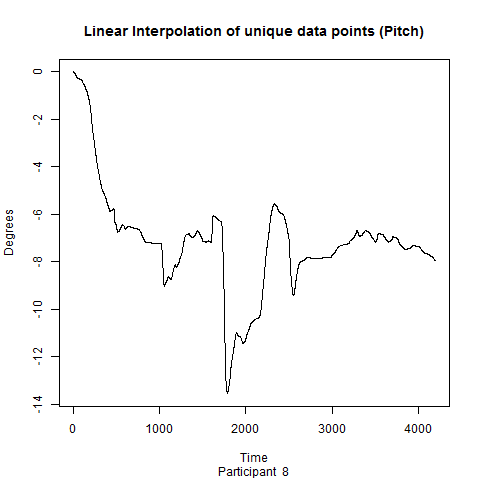 Linear Interpolation of unique data points (Pitch)
0
-2
-4
-6
-8
-10
-12
-14
Degrees
0 1000 2000 3000 4000
Time
Participant 8